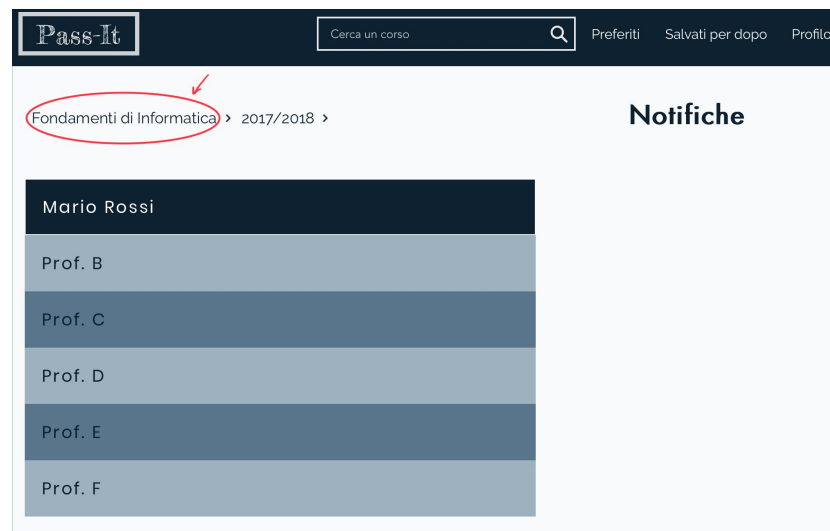 Pass-It
Cerca un corso
Preferiti
Salvati per dopo
Profilo
Fondamenti di Informatica > 2017/2018 >
Notifiche
Mario Rossi
Prof. B
Prof. C
Prof. D
Prof. E
Prof. F